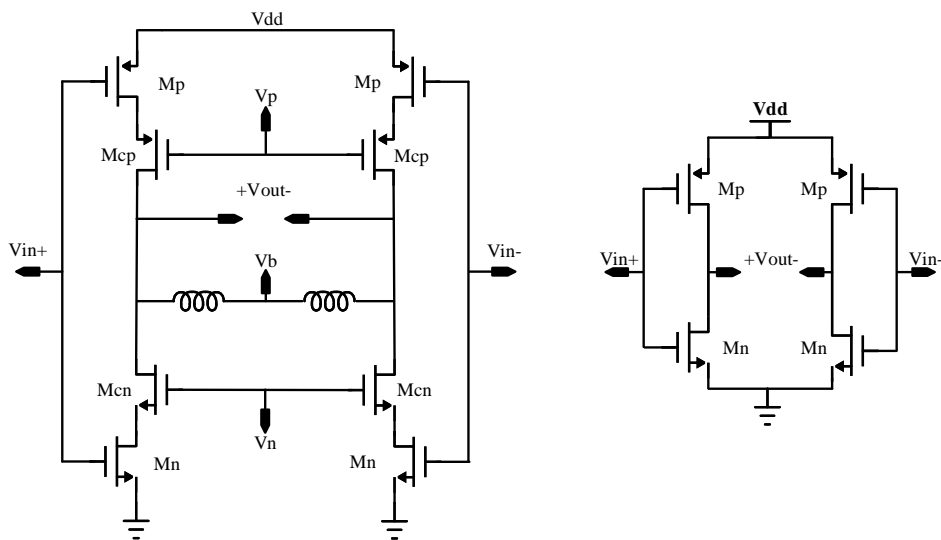 Vdd
Mp
Mp
Vp
Mcp
Mcp
+Vout-
Vin+
Vb
Vin-
Mcn
Mcn
Vn
Mn
Mn
Vdd
Mp
Mp
Vin+
+Vout-
Vin-
Mn
Mn